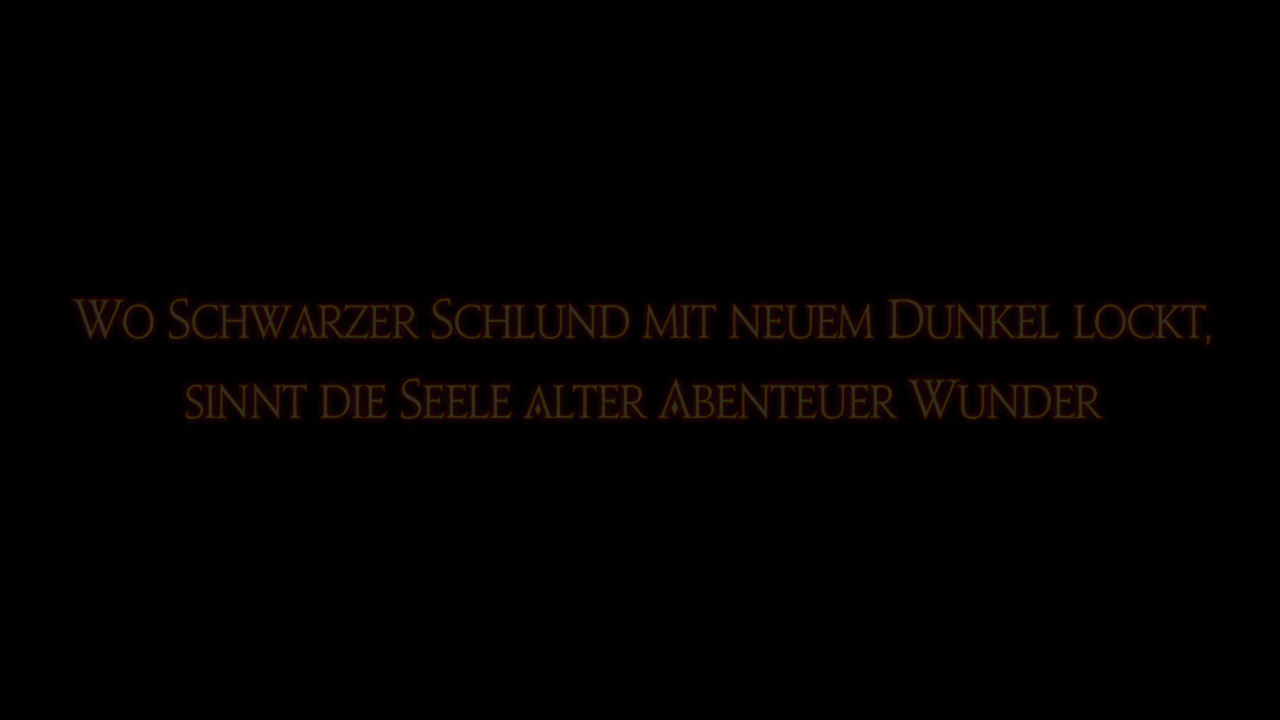 Wo Schwarzer Schlund mit neuem Dunkel lockt,
sinnt die Seele alter Abenteuer Wunder